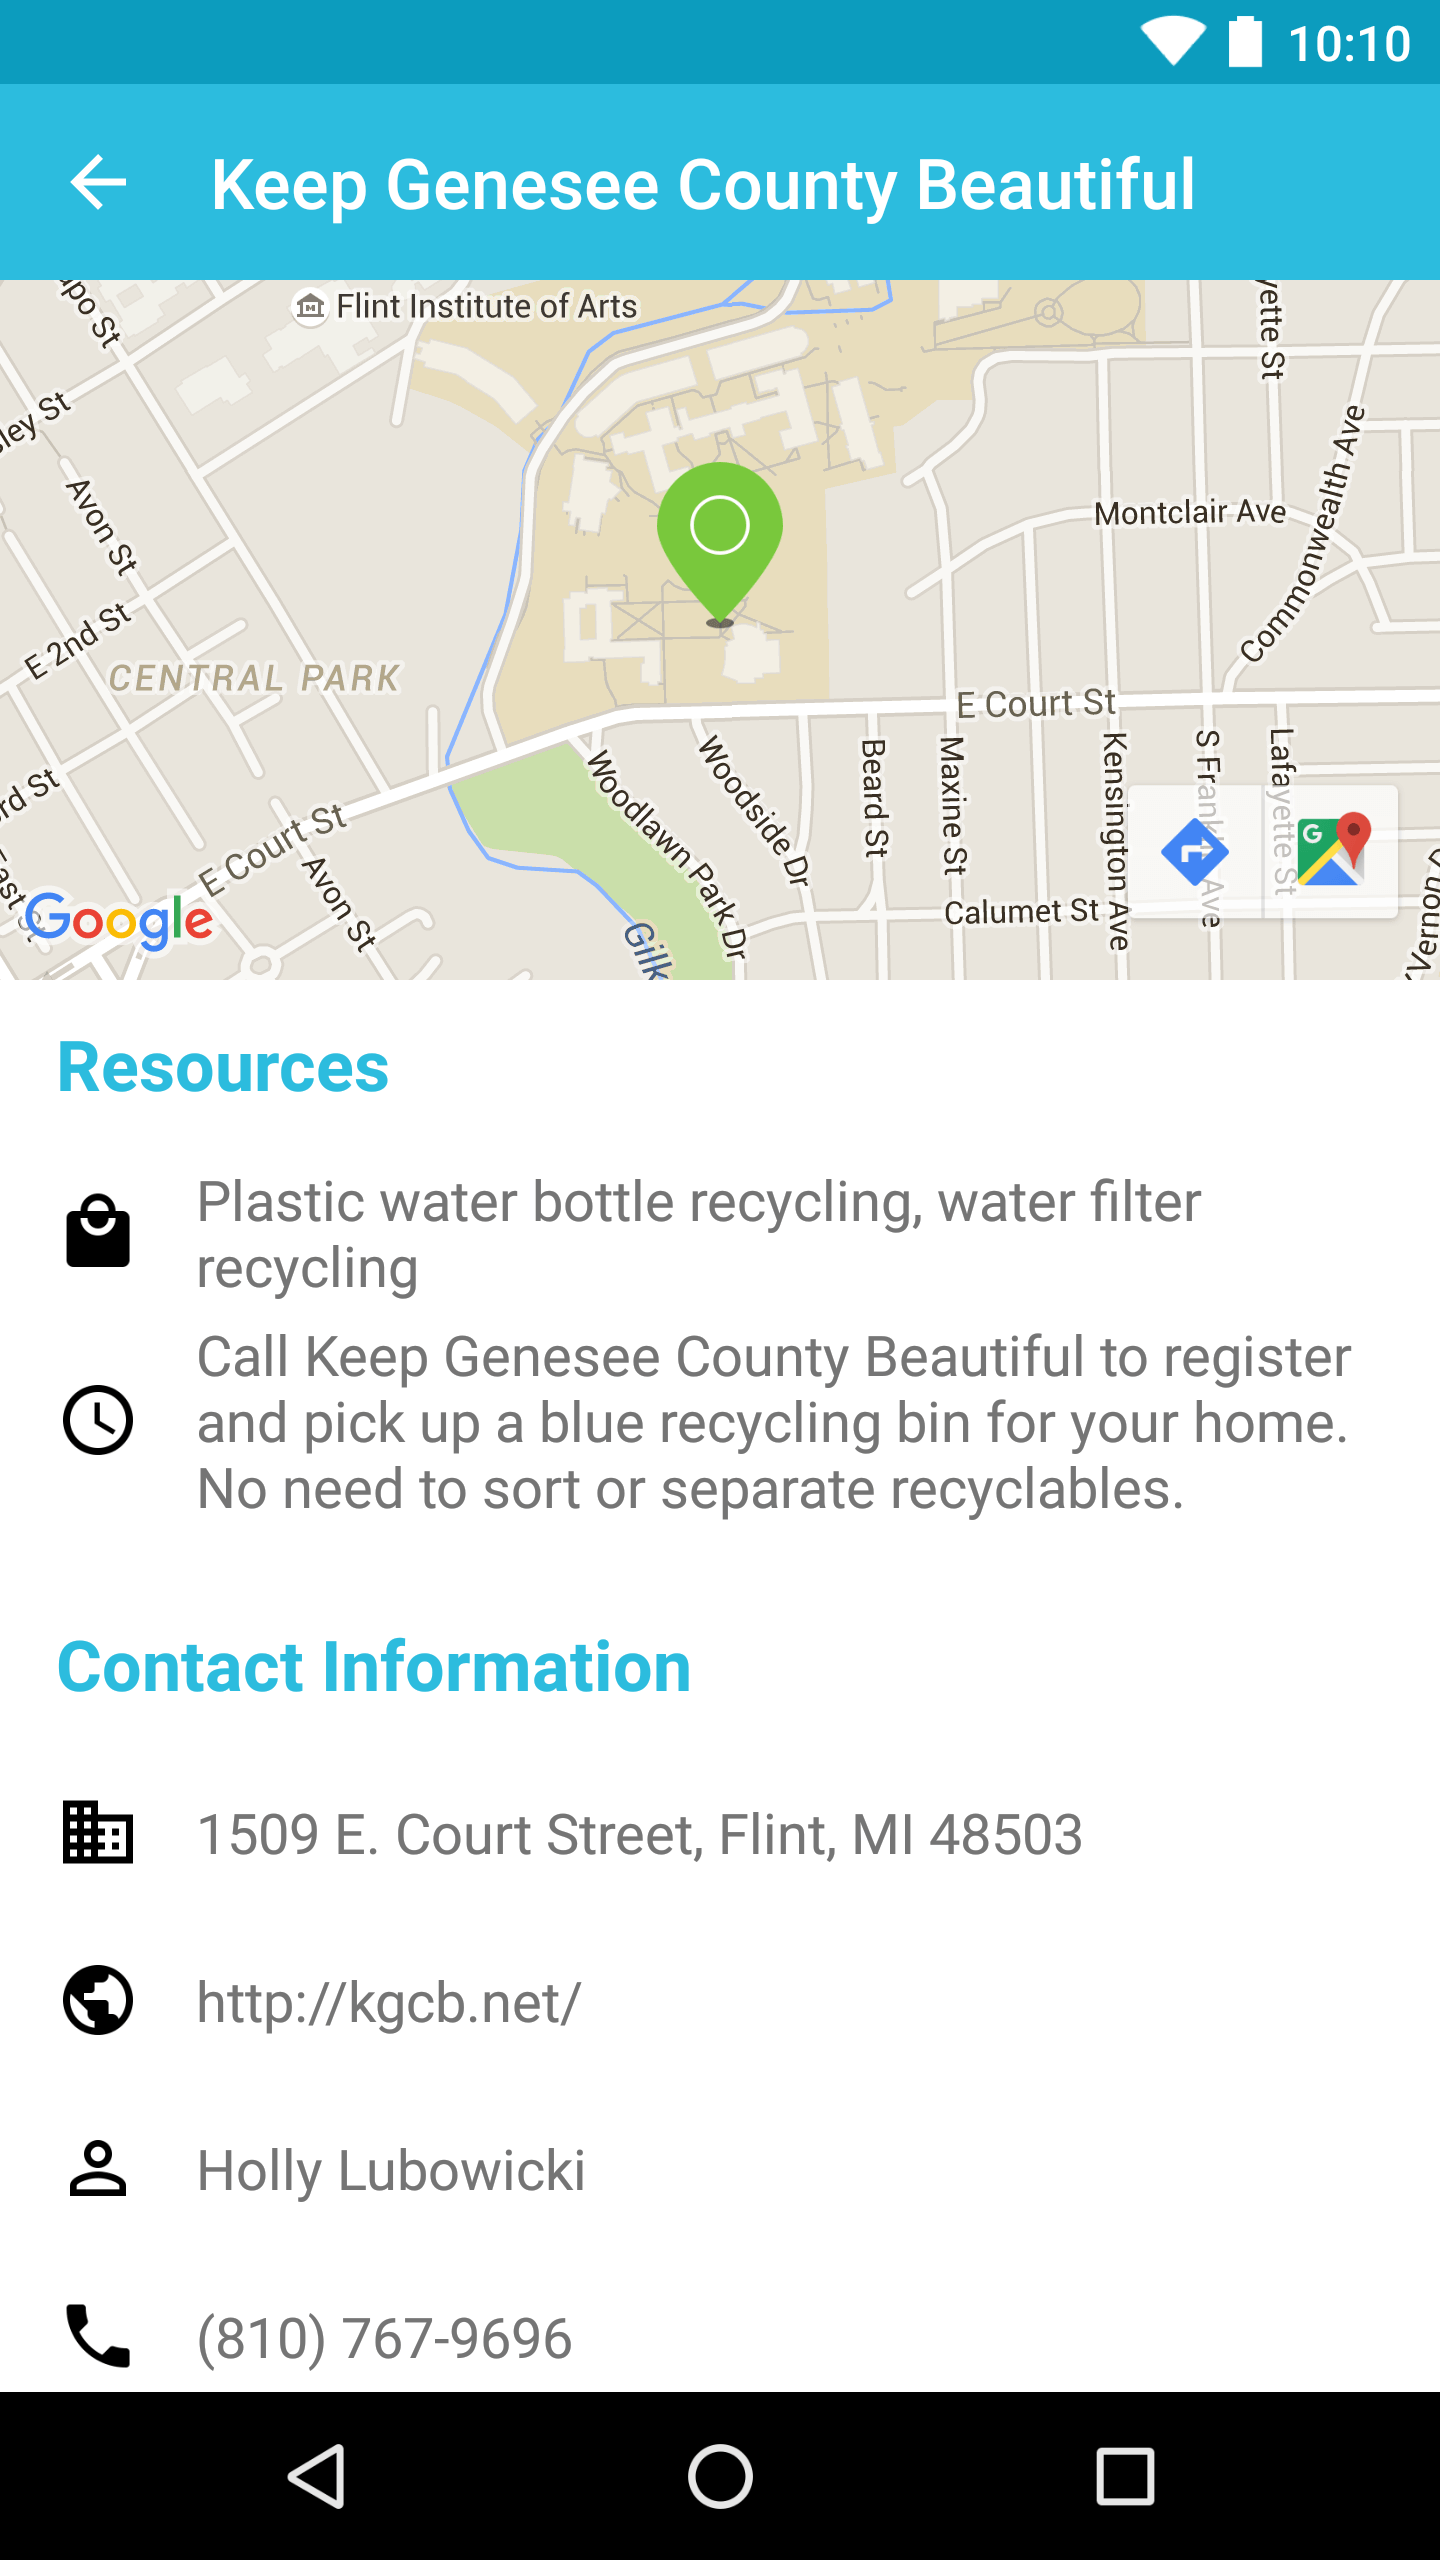 10:10
Keep Genesee County Beautiful
Flint Institute of Arts
Avon St
E 2nd St
CENTRAL PARK
Montclair Ave
Commonwealth Ave
E Court St
E Court St
Woodlawn Park Dr
Woodside Dr
Beard St
Maxine St
Kensington Ave
Lafayette St
Avon St
Calumet St
Google
Resources
Plastic water bottle recycling, water filter
recycling
Call Keep Genesee County Beautiful to register
and pick up a blue recycling bin for your home.
No need to sort or separate recyclables.
Contact Information
1509 E. Court Street, Flint, MI 48503
http://kgcb.net/
Holly Lubowicki
(810) 767-9696